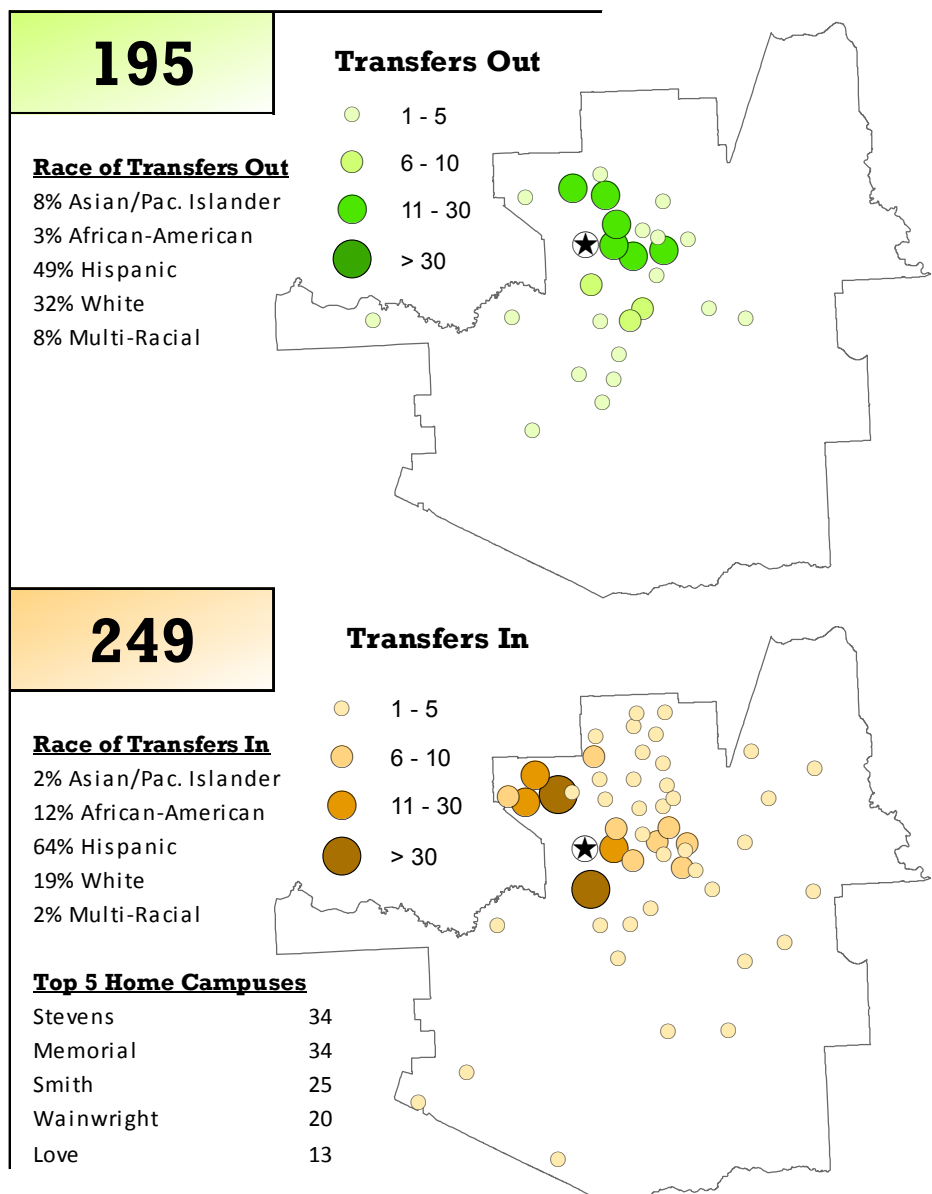 195
Transfers Out
1 - 5
6 - 10
11 - 30
> 30
Race of Transfers Out
8% Asian/Pac. Islander
3% African-American
49% Hispanic
32% White
8% Multi-Racial
249
Transfers In
1 - 5
6 - 10
11 - 30
> 30
Race of Transfers In
2% Asian/Pac. Islander
12% African-American
64% Hispanic
19% White
2% Multi-Racial
Top 5 Home Campuses
Stevens 34
Memorial 34
Smith 25
Wainwright 20
Love 13